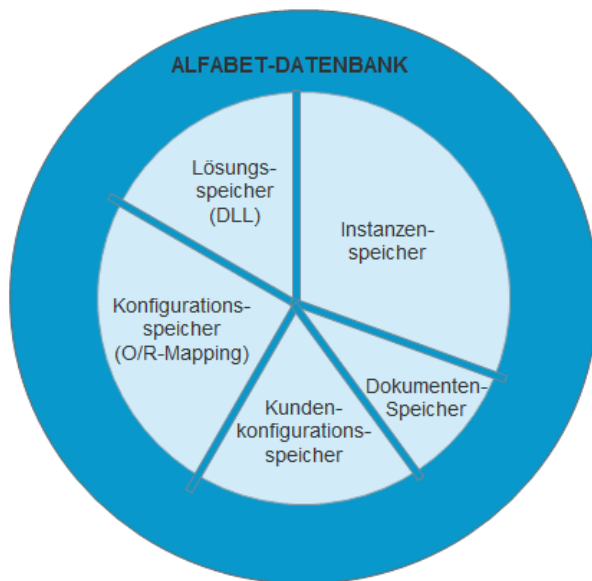 ALFABET-DATENBANK
Lösungs-
speicher
(DLL)
Instanzen-
speicher
Konfigurations-
speicher
(O/R-Mapping)
Dokumenten-
Speicher
Kunden-
konfigurations-
speicher